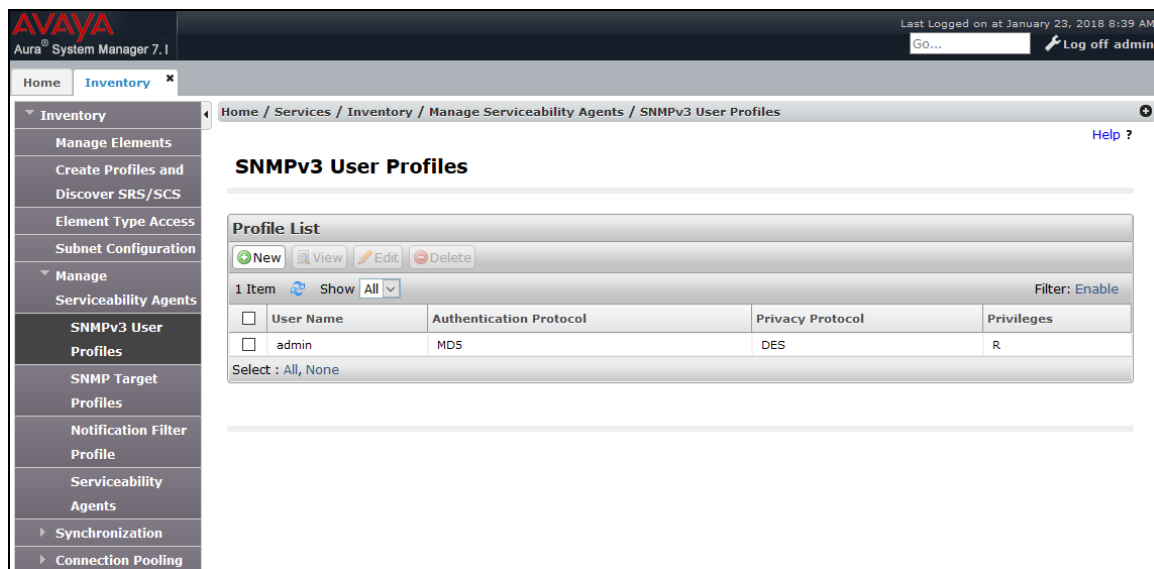 AVAYA
Last Logged on at January 23, 2018 8:39 AM
Aura® System Manager 7.1
Go...
Log off admin
Home
Inventory ×
Inventory
Home / Services / Inventory / Manage Serviceability Agents / SNMPv3 User Profiles
Help ?
Manage Elements
Create Profiles and
Discover SRS/SCS
Element Type Access
Subnet Configuration
Manage
Serviceability Agents
SNMPv3 User
Profiles
SNMP Target
Profiles
Notification Filter
Profile
Serviceability
Agents
Synchronization
Connection Pooling
SNMPv3 User Profiles
Profile List
New View Edit Delete
1 Item Show All Filter: Enable
User Name Authentication Protocol Privacy Protocol Privileges
admin MD5 DES R
Select : All, None